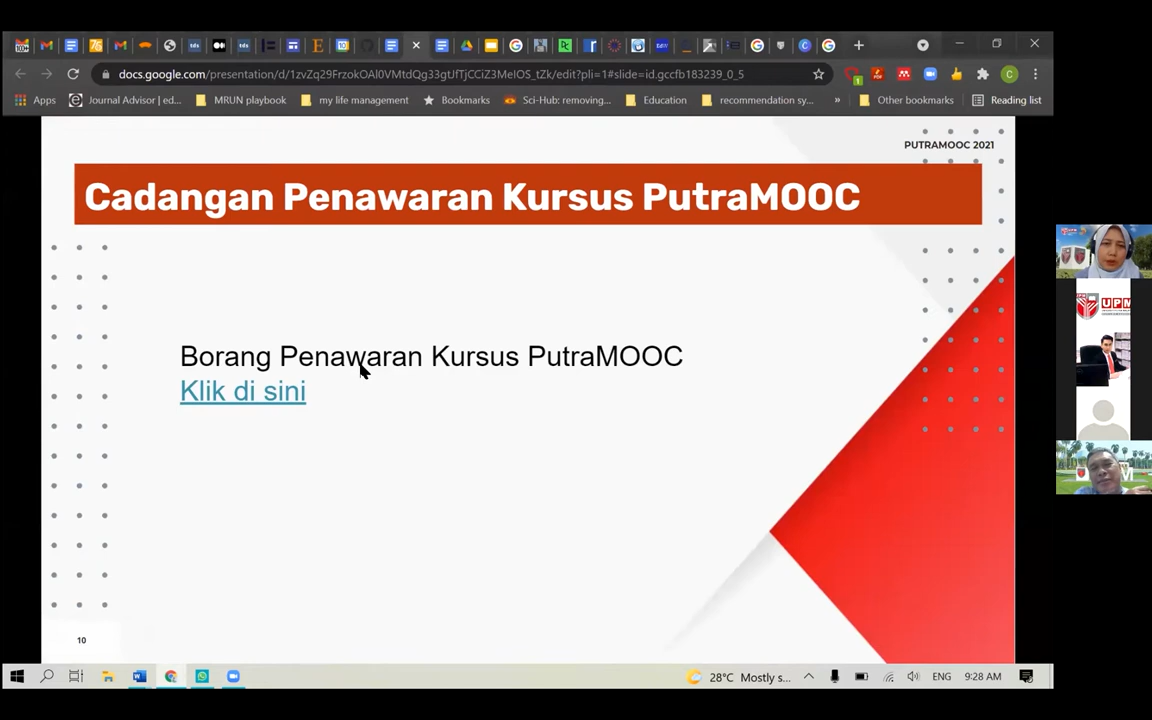 docs.google.com/presentation/d/1zvZq29FrzokOAl0VMtdQg33gtJfTjCCiZ3MeIOS_tZk/edit?pli=1#slide=id.gccfb183239_0_5
Apps Journal Advisor | ed... MRUN playbook my life management Bookmarks Sci-Hub: removing... Education recommendation sy... » Other bookmarks Reading list
PUTRAMOOC 2021
Cadangan Penawaran Kursus PutraMOOC
Borang Penawaran Kursus PutraMOOC
Klik di sini
10
UPM
28°C Mostly s... ENG 9:28 AM